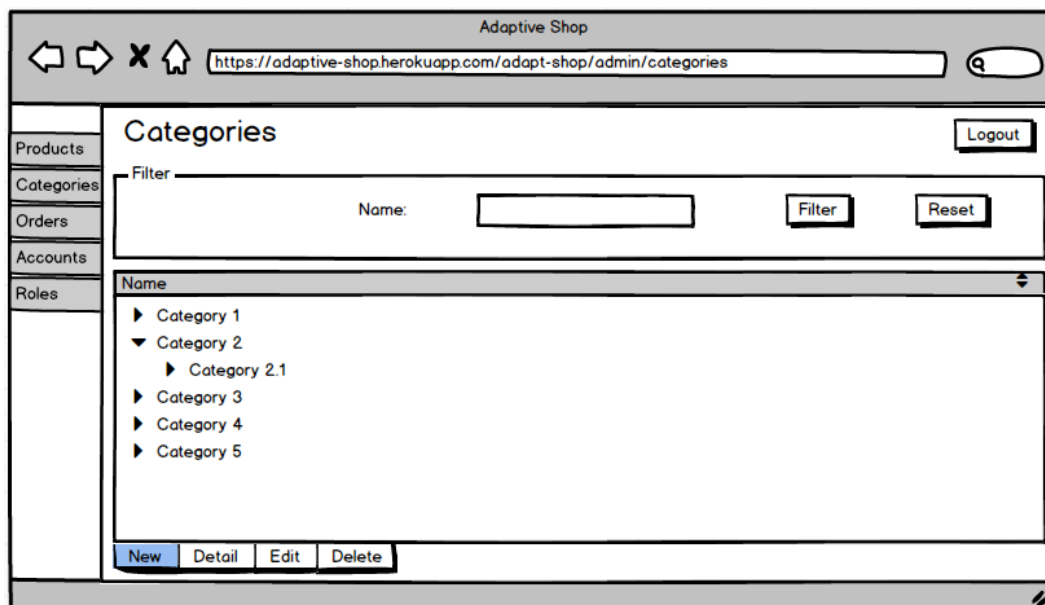 Adaptive Shop
https://adaptive-shop.herokuapp.com/adapt-shop/admin/categories
Categories
Logout
Products
Categories
Orders
Accounts
Roles
Filter
Name:
Filter
Reset
Name
Category 1
Category 2
Category 2.1
Category 3
Category 4
Category 5
New Detail Edit Delete